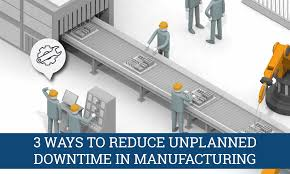 3 WAYS TO REDUCE UNPLANNED
DOWNTIME IN MANUFACTURING